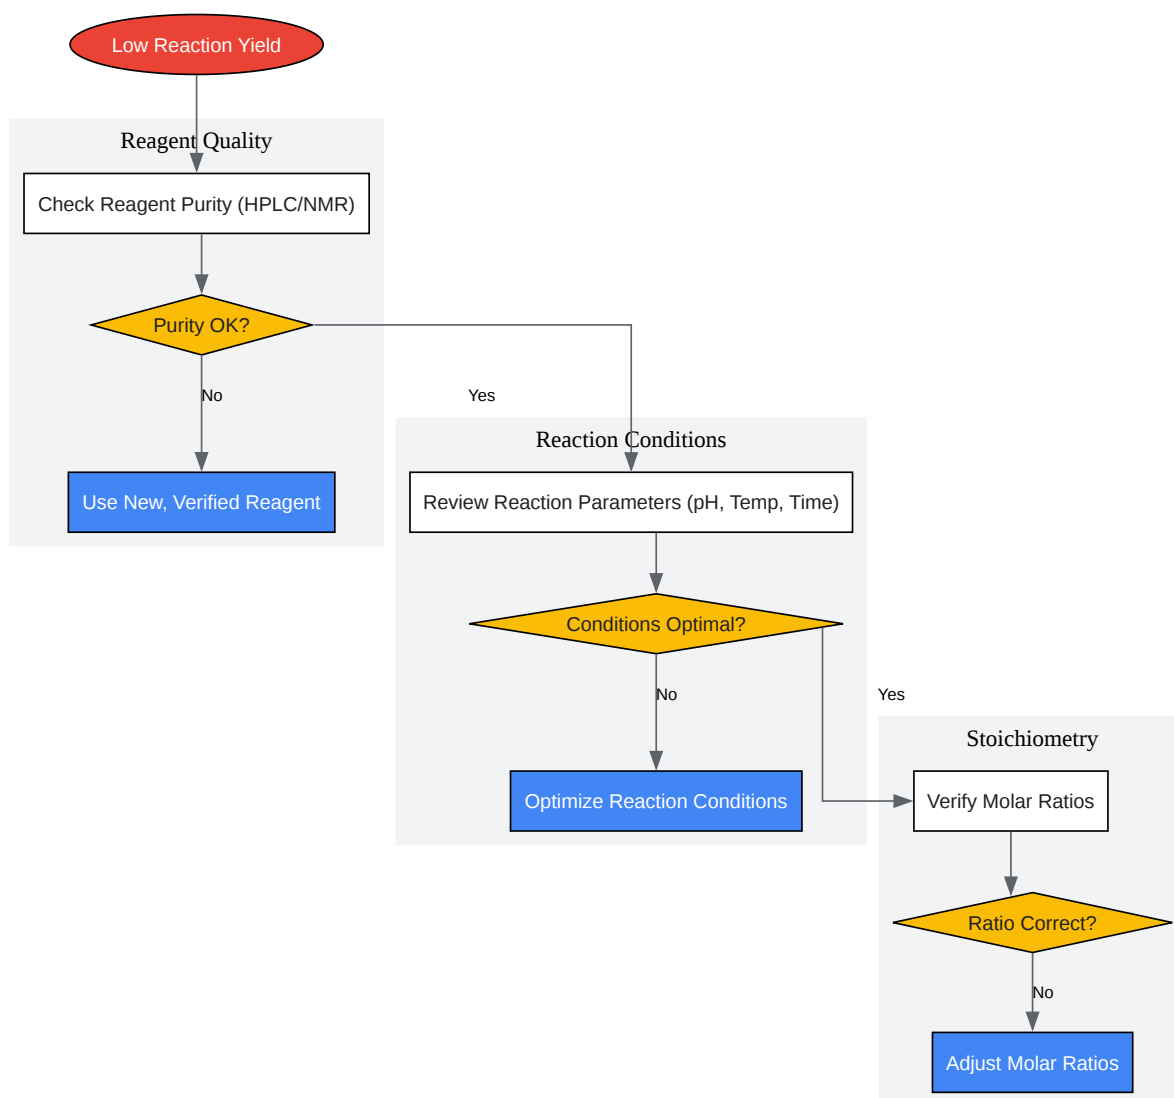 Low Reaction Yield
Reagent Quality
Check Reagent Purity (HPLC/NMR)
Purity OK?
No
Yes
Use New, Verified Reagent
Reaction Conditions
Review Reaction Parameters (pH, Temp, Time)
Conditions Optimal?
No
Yes
Optimize Reaction Conditions
Stoichiometry
Verify Molar Ratios
Ratio Correct?
No
Adjust Molar Ratios